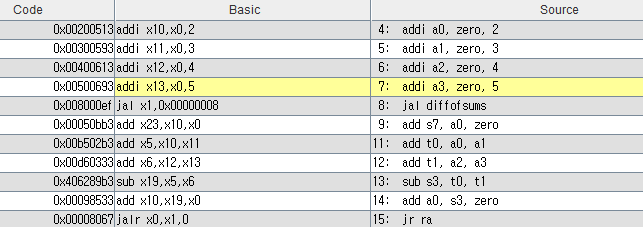 Code Basic Source
0x00200513 addi x10,x0,2 4: addi a0, zero, 2
0x00300593 addi x11,x0,3 5: addi a1, zero, 3
0x00400613 addi x12,x0,4 6: addi a2, zero, 4
0x00500693 addi x13,x0,5 7: addi a3, zero, 5
0x008000ef jal x1,0x00000008 8: jal diffofsums
0x00050bb3 add x23,x10,x0 9: add s7, a0, zero
0x00b502b3 add x5,x10,x11 11: add t0, a0, a1
0x00d60333 add x6,x12,x13 12: add t1, a2, a3
0x406289b3 sub x19,x5,x6 13: sub s3, t0, t1
0x00098533 add x10,x19,x0 14: add a0, s3, zero
0x00008067 jalr x0,x1,0 15: jr ra